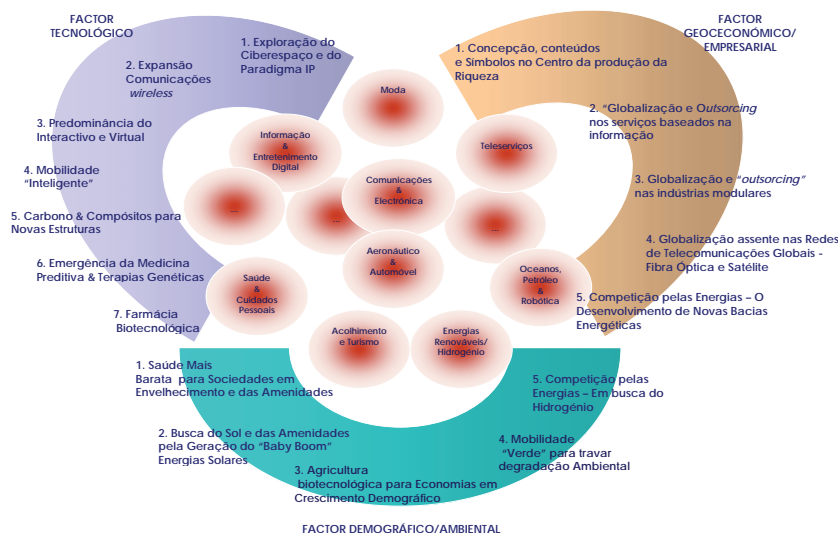 FACTOR
TECNOLÓGICO
1. Exploração do
Ciberespaço e do
Paradigma IP
2. Expansão
Comunicações
wireless
3. Predominância do
Interactivo e Virtual
4. Mobilidade
“Inteligente”
5. Carbono & Compósitos para
Novas Estruturas
6. Emergência da Medicina
Preditiva & Terapias Genéticas
7. Farmácia
Biotecnológica
FACTOR
GEOECONÓMICO/
EMPRESARIAL
1. Concepção, conteúdos
e Símbolos no Centro da produção da
Riqueza
2. “Globalização e Outsorcing
nos serviços baseados na
informação
3. Globalização e “outsorcing”
nas indústrias modulares
4. Globalização assente nas Redes
de Telecomunicações Globais -
Fibra Óptica e Satélite
5. Competição pelas Energias – O
Desenvolvimento de Novas Bacias
Energéticas
Moda
Informação
&
Entretenimento
Digital
Teleserviços
Comunicações
&
Electrónica
...
...
...
Aeronáutico
&
Automóvel
Saúde
&
Cuidados
Pessoais
Oceanos,
Petróleo
&
Robótica
Acolhimento
e Turismo
Energias
Renováveis/
Hidrogénio
1. Saúde Mais
Barata para Sociedades em
Envelhecimento e das Amenidades
2. Busca do Sol e das Amenidades
pela Geração do “Baby Boom”
Energias Solares
3. Agricultura
biotecnológica para Economias em
Crescimento Demográfico
4. Mobilidade
“Verde” para travar
degradação Ambiental
5. Competição pelas
Energias – Em busca do
Hidrogénio
FACTOR DEMOGRÁFICO/AMBIENTAL